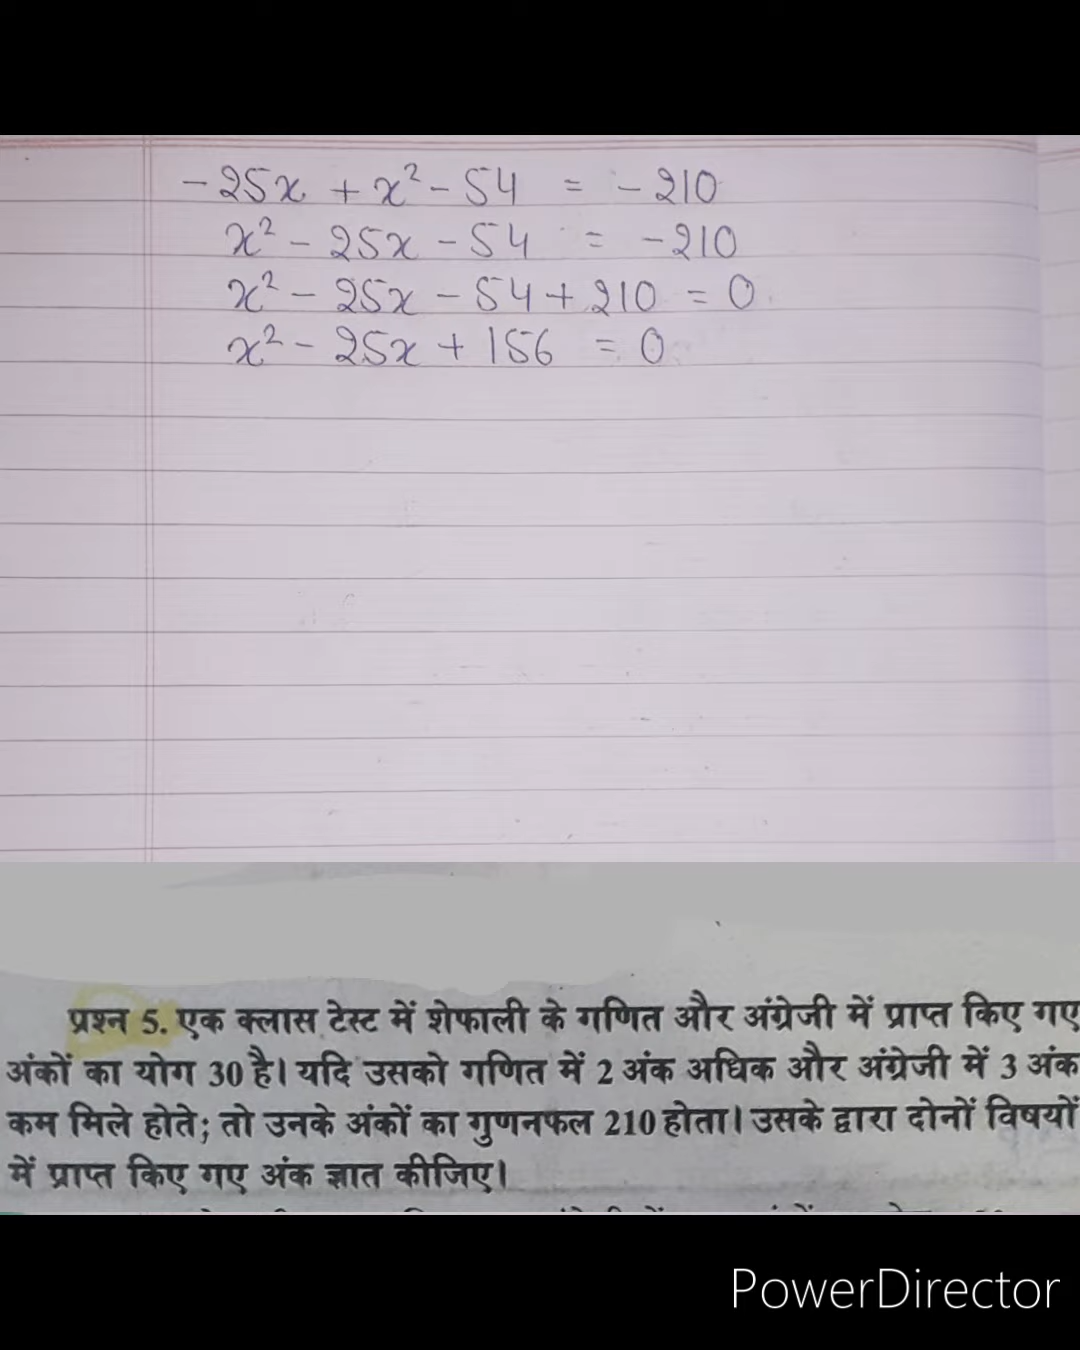 -25x + x² - 54 = -210
x² - 25x - 54 = -210
x² - 25x - 54 + 210 = 0
x² - 25x + 156 = 0
प्रश्न 5. एक क्लास टेस्ट में शेफाली के गणित और अंग्रेजी में प्राप्त किए गए
अंकों का योग 30 है। यदि उसको गणित में 2 अंक अधिक और अंग्रेजी में 3 अंक
कम मिले होते; तो उनके अंकों का गुणनफल 210 होता। उसके द्वारा दोनों विषयों
में प्राप्त किए गए अंक ज्ञात कीजिए।
PowerDirector